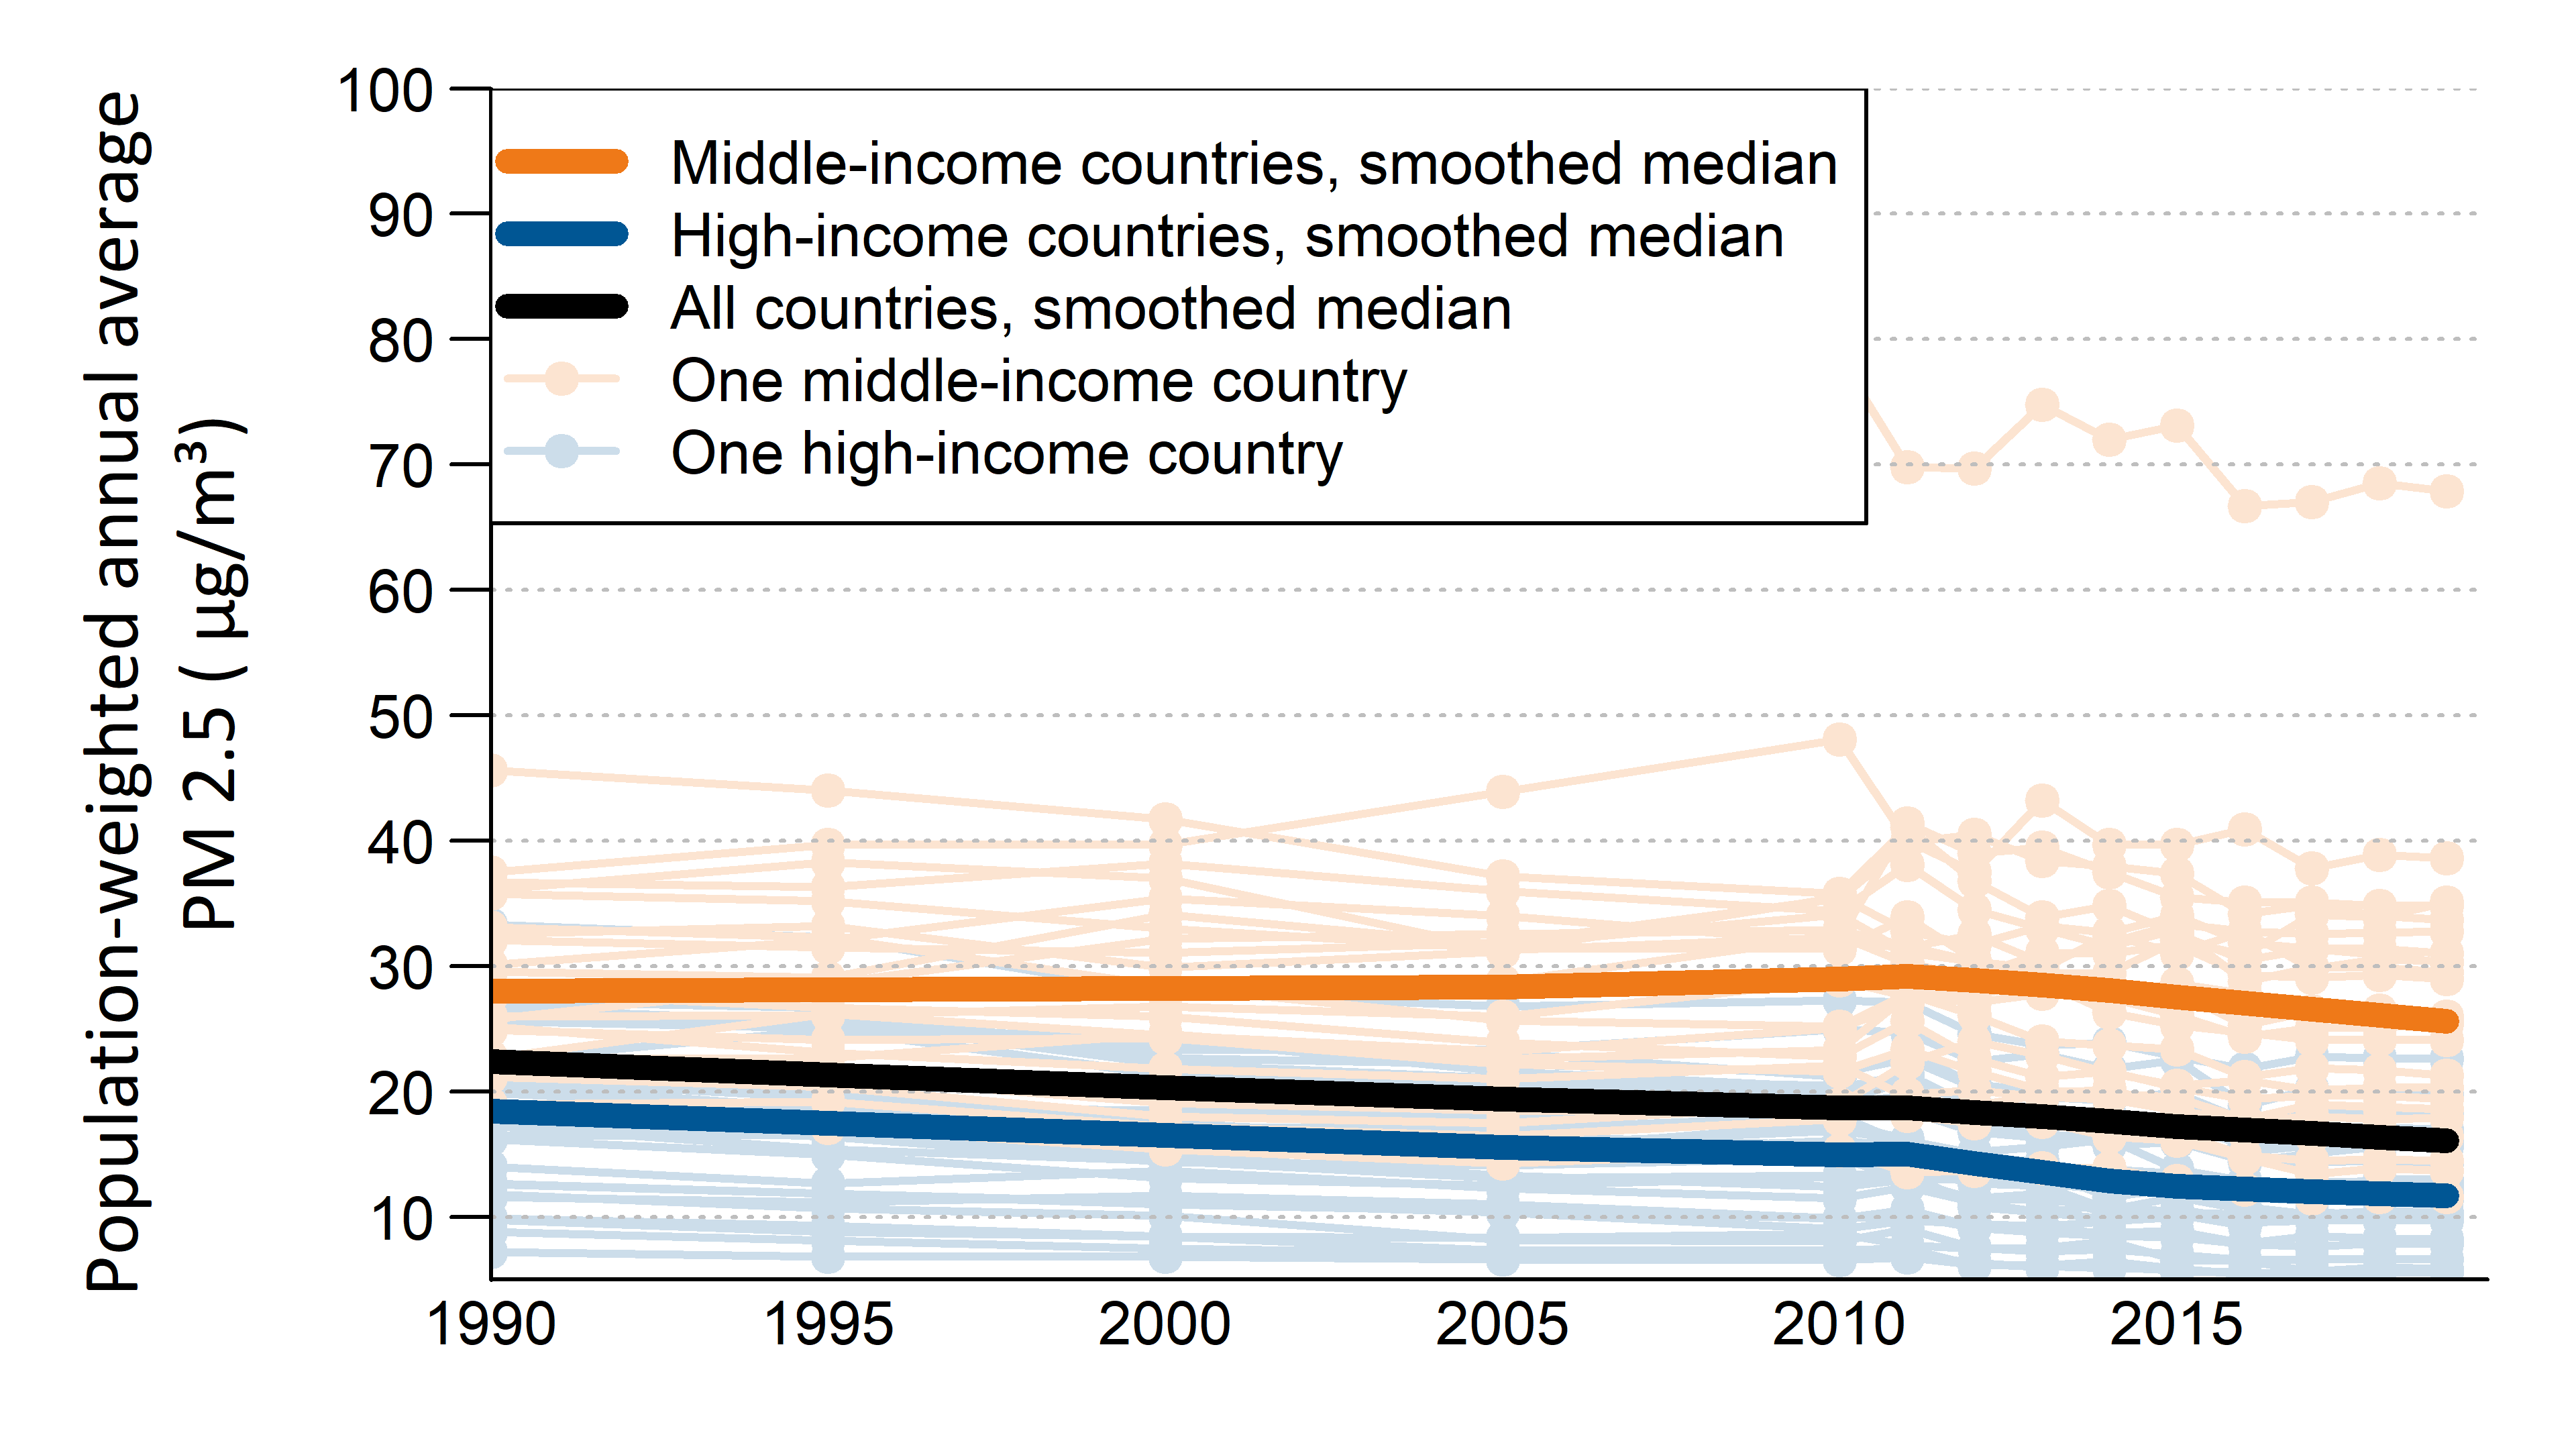 Population-weighted annual average
PM 2.5 ( µg/m³)
100
90
80
70
60
50
40
30
20
10
Middle-income countries, smoothed median
High-income countries, smoothed median
All countries, smoothed median
One middle-income country
One high-income country
1990 1995 2000 2005 2010 2015